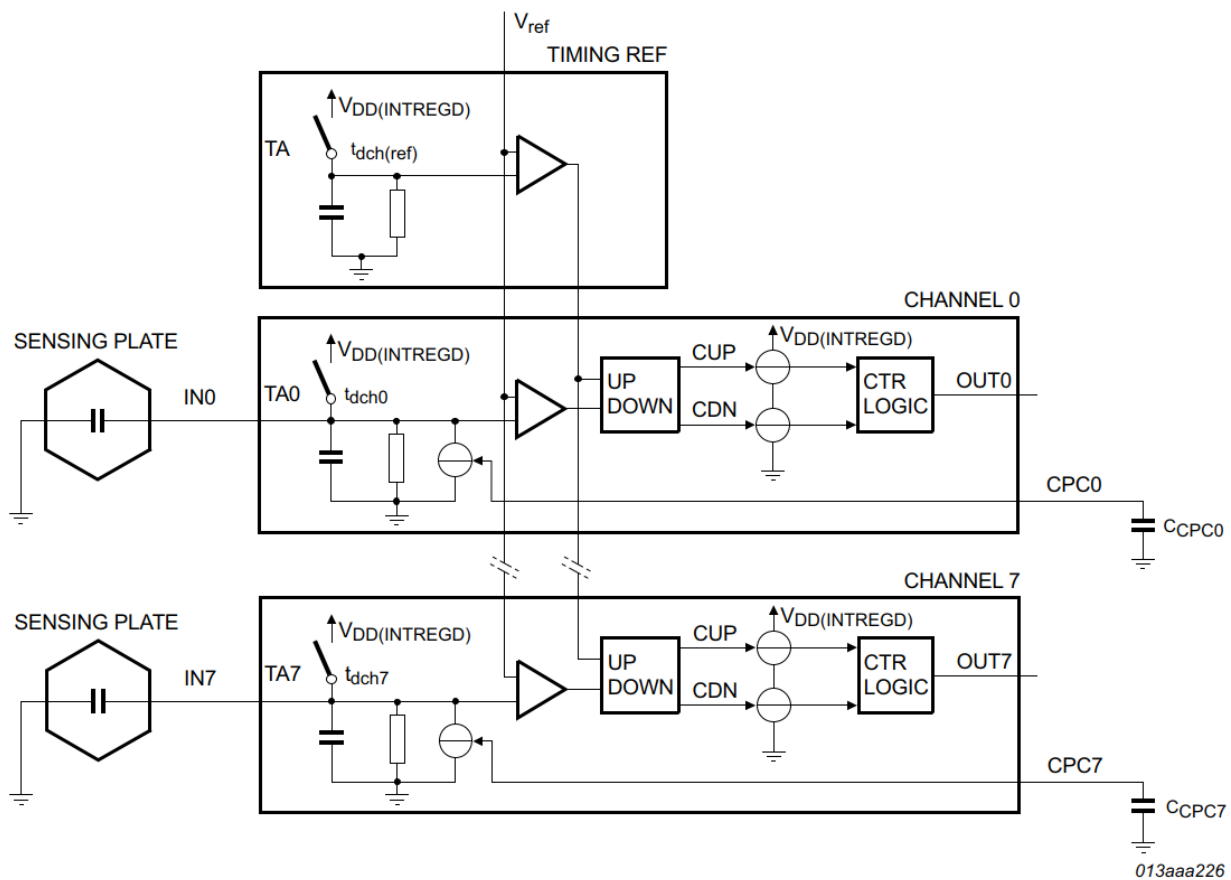 Vref
TIMING REF
VDD(INTREGD)
TA
tdch(ref)
CHANNEL 0
SENSING PLATE
VDD(INTREGD)
VDD(INTREGD)
CUP
IN0
TA0
tdch0
UP
DOWN
CTR
LOGIC
OUT0
CDN
CPC0
CCPC0
CHANNEL 7
SENSING PLATE
VDD(INTREGD)
VDD(INTREGD)
CUP
IN7
TA7
tdch7
UP
DOWN
CTR
LOGIC
OUT7
CDN
CPC7
CCPC7
013aaa226